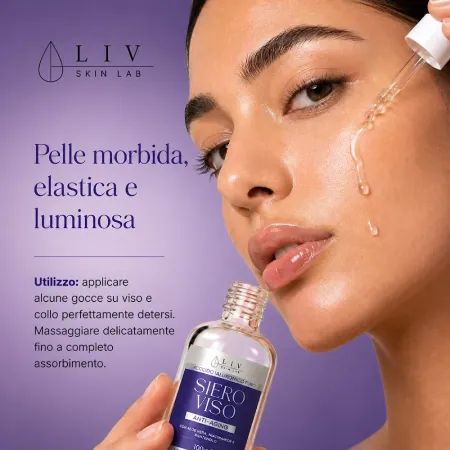 LIV
SKIN LAB
Pelle morbida,
elastica e
luminosa
Utilizzo: applicare
alcune gocce su viso e
collo perfettamente detersi.
Massaggiare delicatamente
fino a completo
assorbimento.
LIV
SIERO
VISO
ANTI-AGING